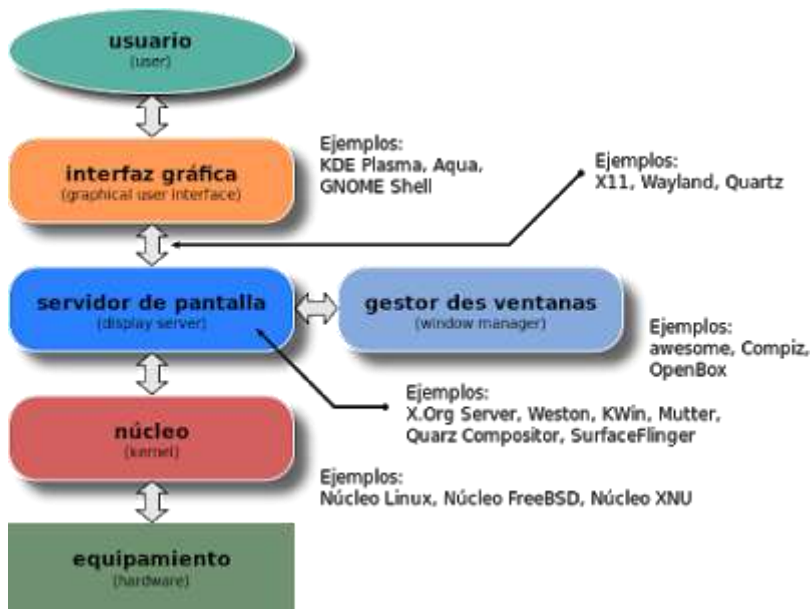 usuario
(user)
interfaz gráfica
(graphical user interface)
Ejemplos:
KDE Plasma, Aqua,
GNOME Shell
Ejemplos:
X11, Wayland, Quartz
servidor de pantalla
(display server)
gestor des ventanas
(window manager)
Ejemplos:
awesome, Compiz,
OpenBox
Ejemplos:
X.Org Server, Weston, KWin, Mutter,
Quarz Compositor, SurfaceFlinger
núcleo
(kernel)
Ejemplos:
Núcleo Linux, Núcleo FreeBSD, Núcleo XNU
equipamiento
(hardware)